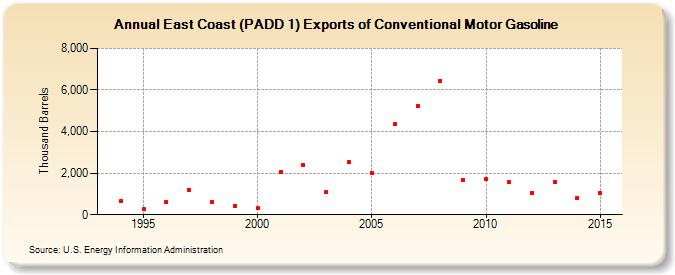 Annual East Coast (PADD 1) Exports of Conventional Motor Gasoline
Thousand Barrels
8,000
6,000
4,000
2,000
0
1995 2000 2005 2010 2015
Source: U.S. Energy Information Administration